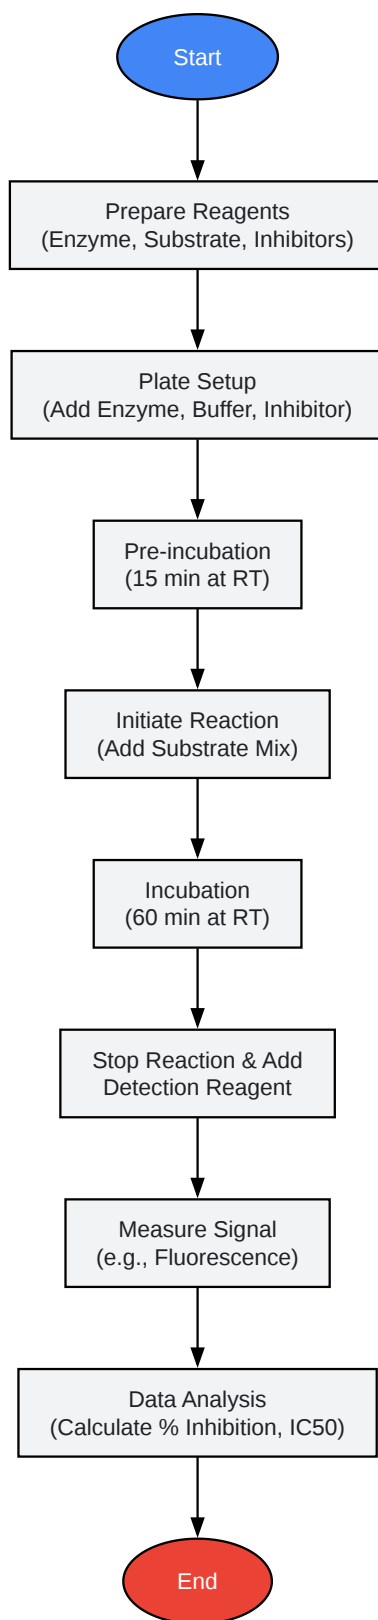 Start
Prepare Reagents
(Enzyme, Substrate, Inhibitors)
Plate Setup
(Add Enzyme, Buffer, Inhibitor)
Pre-incubation
(15 min at RT)
Initiate Reaction
(Add Substrate Mix)
Incubation
(60 min at RT)
Stop Reaction & Add
Detection Reagent
Measure Signal
(e.g., Fluorescence)
Data Analysis
(Calculate % Inhibition, IC50)
End